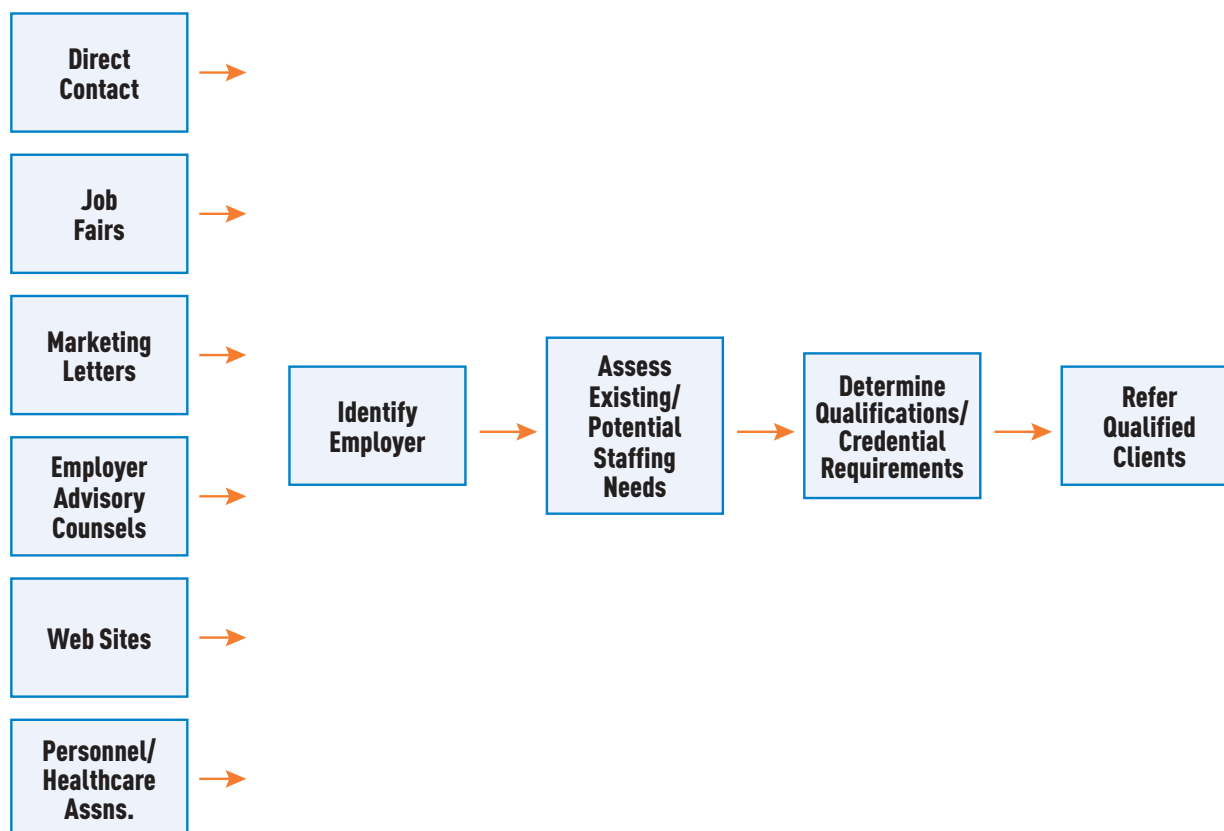 Direct
Contact
Job
Fairs
Marketing
Letters
Employer
Advisory
Counsels
Web Sites
Personnel/
Healthcare
Assns.
Identify
Employer
Assess
Existing/
Potential
Staffing
Needs
Determine
Qualifications/
Credential
Requirements
Refer
Qualified
Clients